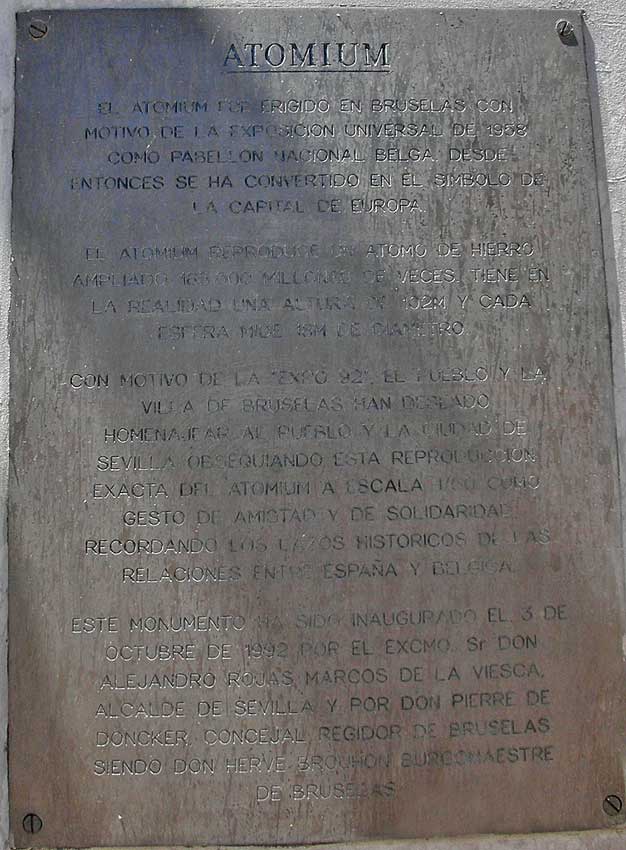 ATOMIUM
EL ATOMIUM FUE ERIGIDO EN BRUSELAS CON
MOTIVO DE LA EXPOSICION UNIVERSAL DE 1958
COMO PABELLON NACIONAL BELGA. DESDE
ENTONCES SE HA CONVERTIDO EN EL SIMBOLO DE
LA CAPITAL DE EUROPA.
EL ATOMIUM REPRODUCE UN ATOMO DE HIERRO
AMPLIADO 165.000 MILLONES DE VECES. TIENE EN
LA REALIDAD UNA ALTURA DE 102M Y CADA
ESFERA MIDE 18M DE DIAMETRO.
CON MOTIVO DE LA "EXPO 92", EL PUEBLO Y LA
VILLA DE BRUSELAS HAN DESEADO
HOMENAJEAR AL PUEBLO Y LA CIUDAD DE
SEVILLA OBSEQUIANDO ESTA REPRODUCCION
EXACTA DEL ATOMIUM A ESCALA COMO
GESTO DE AMISTAD Y DE SOLIDARIDAD
RECORDANDO LOS LAZOS HISTORICOS DE LAS
RELACIONES ENTRE ESPAÑA Y BELGICA.
ESTE MONUMENTO HA SIDO INAUGURADO EL 3 DE
OCTUBRE DE 1992 POR EL EXCMO. Sr DON
ALEJANDRO ROJAS MARCOS DE LA VIESCA,
ALCALDE DE SEVILLA Y POR DON PIERRE DE
DONCKER, CONCEJAL REGIDOR DE BRUSELAS
SIENDO DON HERVE BROUHON BURGOMAESTRE
DE BRUSELAS